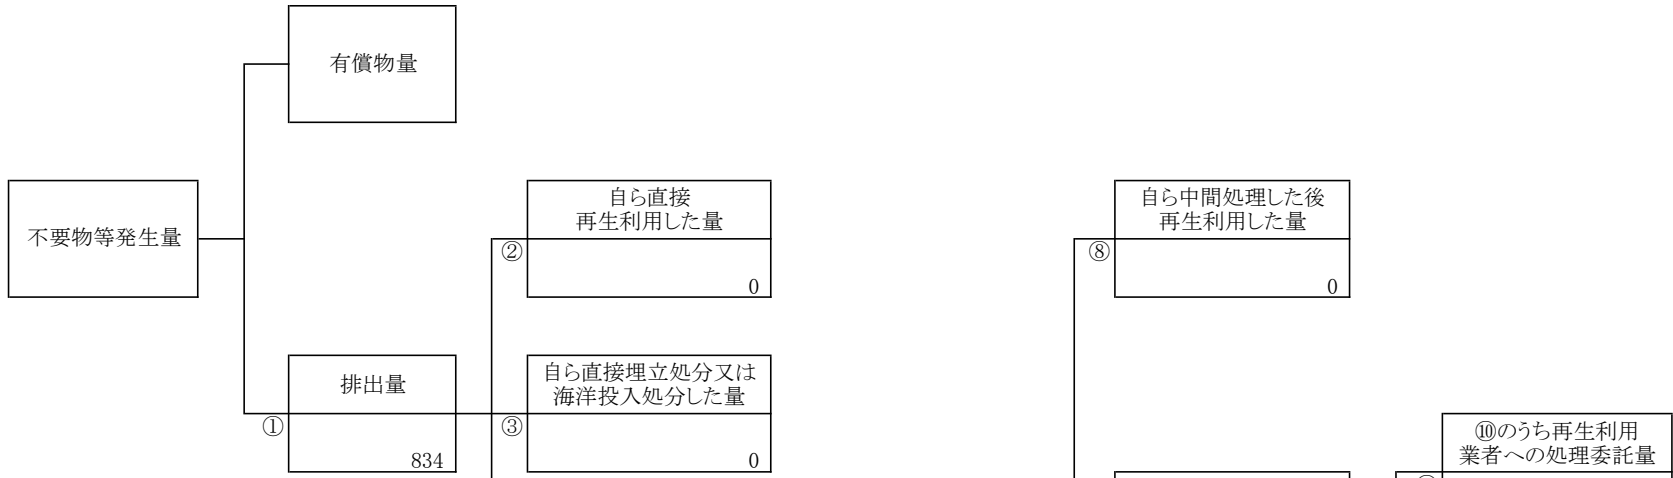 有償物量
不要物等発生量
自ら直接
再生利用した量
②
0
自ら中間処理した後
再生利用した量
⑧
0
排出量
①
834
自ら直接埋立処分又は
海洋投入処分した量
③
0
⑩のうち再生利用
業者への処理委託量